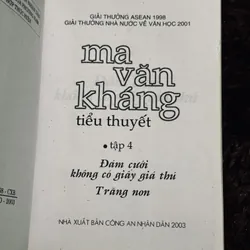 GIẢI THƯỞNG ASEAN 1998
GIẢI THƯỞNG NHÀ NƯỚC VỀ VĂN HỌC 2001
ma
văn
kháng
tiểu thuyết
• tập 4
Đám cưới
không có giấy giá thú
Trăng non
NHÀ XUẤT BẢN CÔNG AN NHÂN DÂN 2003